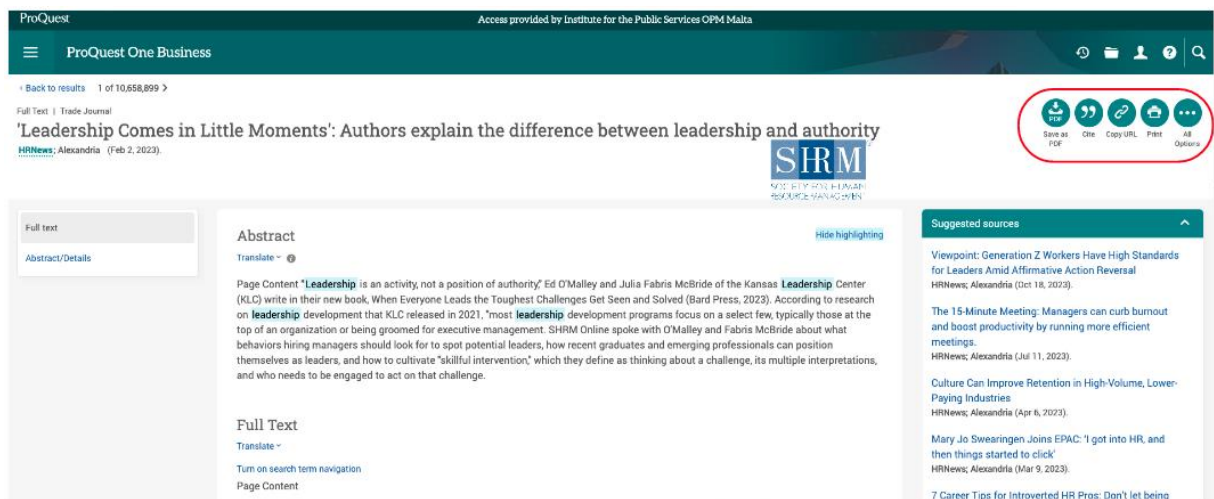 ProQuest
Access provided by Institute for the Public Services OPM Malta
ProQuest One Business
‹ Back to results 1 of 10,658,899 >
Full Text | Trade Journal
'Leadership Comes in Little Moments': Authors explain the difference between leadership and authority
HRNews; Alexandria (Feb 2, 2023).
PDF
Save as PDF
Cite
Copy URL
Print
All Options
SHRM
SOCIETY FOR HUMAN
RESOURCE MANAGEMENT
Full text
Abstract/Details
Abstract
Hide highlighting
Translate
Page Content "Leadership is an activity, not a position of authority," Ed O'Malley and Julia Fabris McBride of the Kansas Leadership Center
(KLC) write in their new book, When Everyone Leads the Toughest Challenges Get Seen and Solved (Bard Press, 2023). According to research
on leadership development that KLC released in 2021, "most leadership development programs focus on a select few, typically those at the
top of an organization or being groomed for executive management. SHRM Online spoke with O'Malley and Fabris McBride about what
behaviors hiring managers should look for to spot potential leaders, how recent graduates and emerging professionals can position
themselves as leaders, and how to cultivate "skillful intervention," which they define as thinking about a challenge, its multiple interpretations,
and who needs to be engaged to act on that challenge.
Full Text
Translate
Turn on search term navigation
Page Content
Suggested sources
Viewpoint: Generation Z Workers Have High Standards
for Leaders Amid Affirmative Action Reversal
HRNews; Alexandria (Oct 18, 2023).
The 15-Minute Meeting: Managers can curb burnout
and boost productivity by running more efficient
meetings.
HRNews; Alexandria (Jul 11, 2023).
Culture Can Improve Retention in High-Volume, Lower-
Paying Industries
HRNews; Alexandria (Apr 6, 2023).
Mary Jo Swearingen Joins EPAC: 'I got into HR, and
then things started to click'
HRNews; Alexandria (Mar 9, 2023).
7 Career Tips for Introverted HR Pros: Don't let being